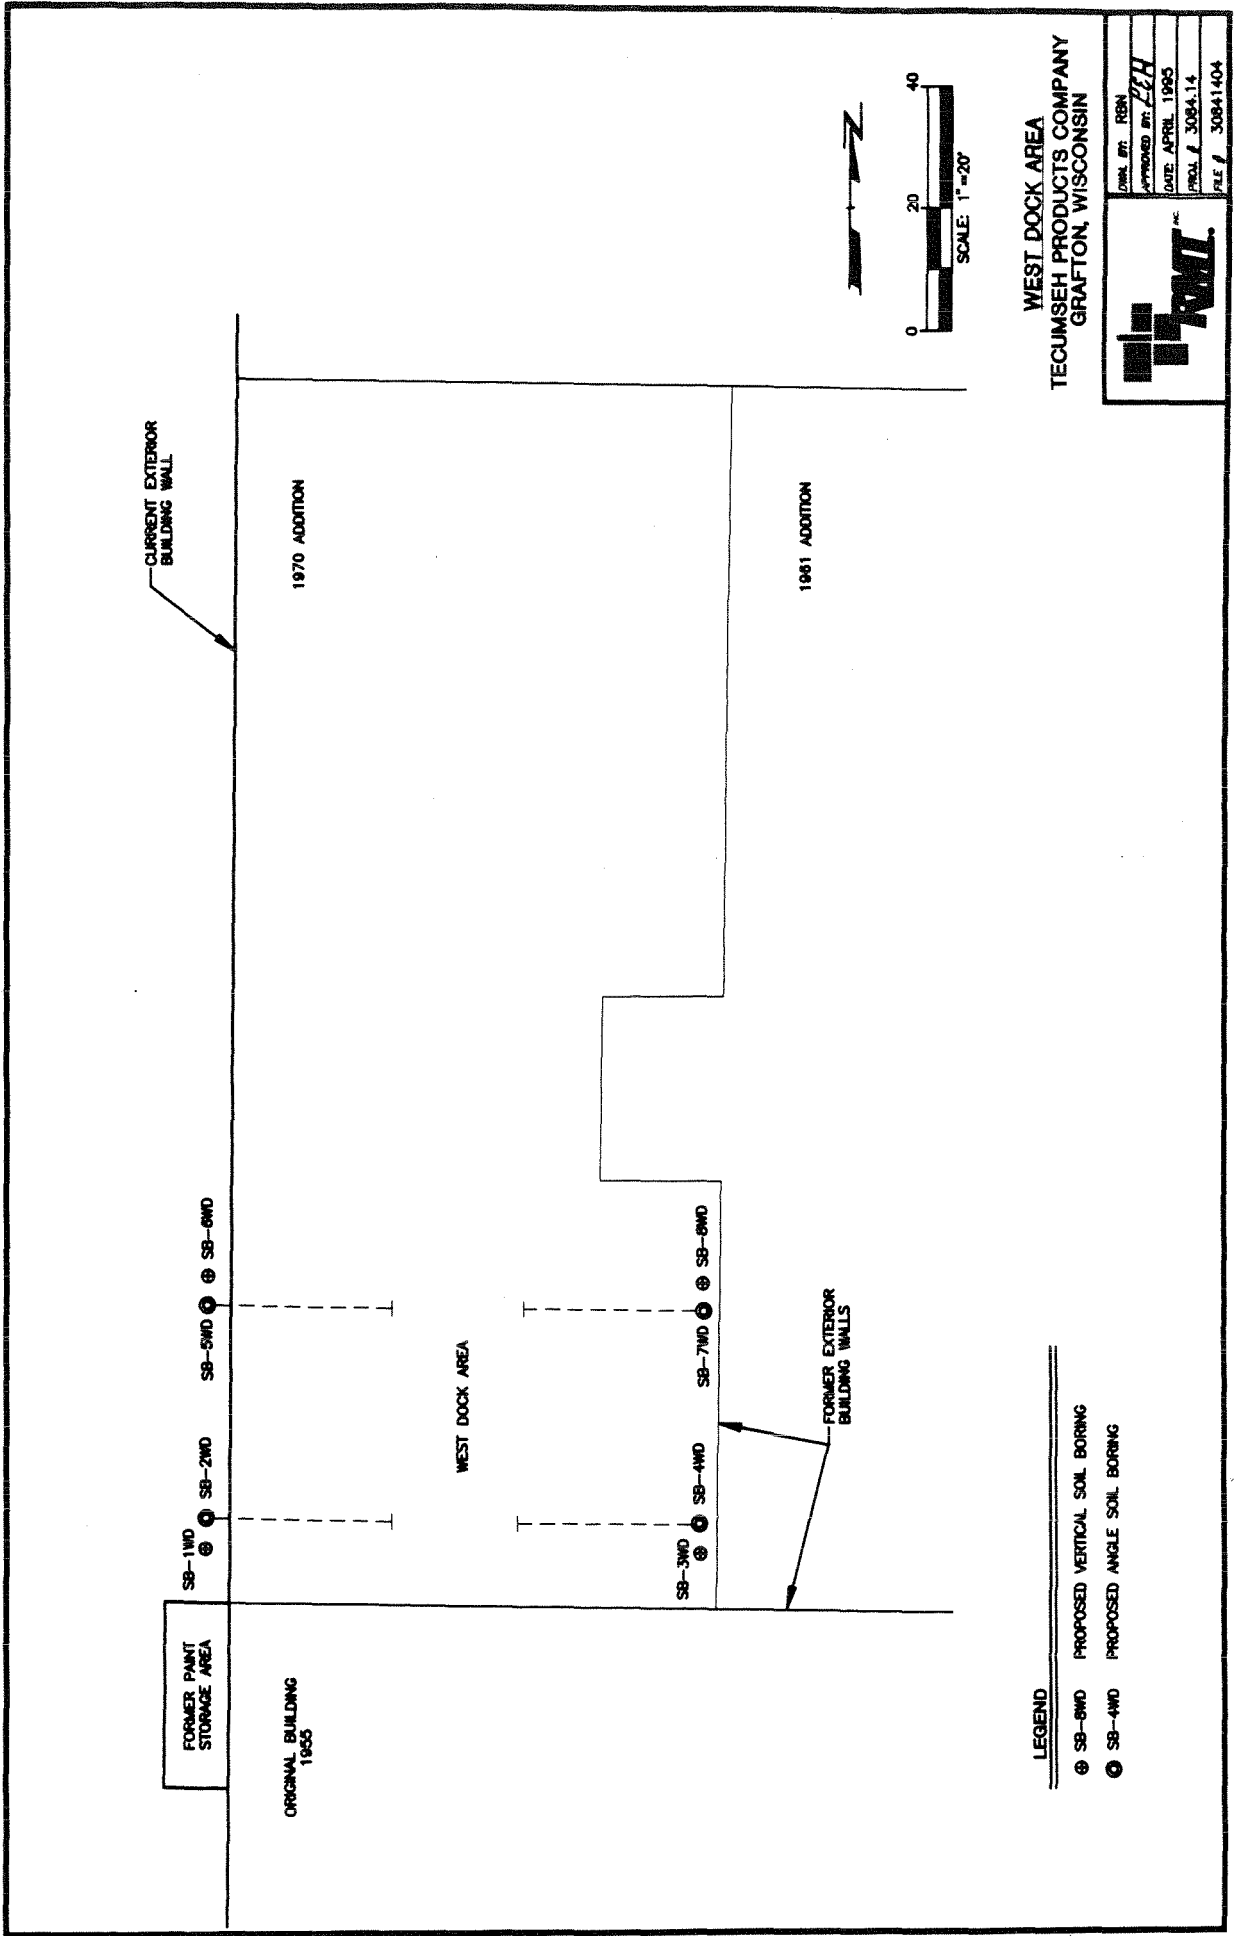 FORMER PAINT
STORAGE AREA
SB-1WD
SB-2WD
SB-5WD
SB-6WD
CURRENT EXTERIOR
BUILDING WALL
ORIGINAL BUILDING
1955
1970 ADDITION
WEST DOCK AREA
SB-3WD
SB-4WD
SB-7WD
SB-8WD
FORMER EXTERIOR
BUILDING WALLS
1961 ADDITION
N
0
20
40
SCALE: 1"=20'
LEGEND
SB-8WD PROPOSED VERTICAL SOIL BORING
SB-4WD PROPOSED ANGLE SOIL BORING
WEST DOCK AREA
TECUMSEH PRODUCTS COMPANY
GRAFTON, WISCONSIN
RMT INC.
DWN. BY: RBN
APPROVED BY:
DATE: APRIL 1995
PROJ. # 3084.14
FILE # 30841404